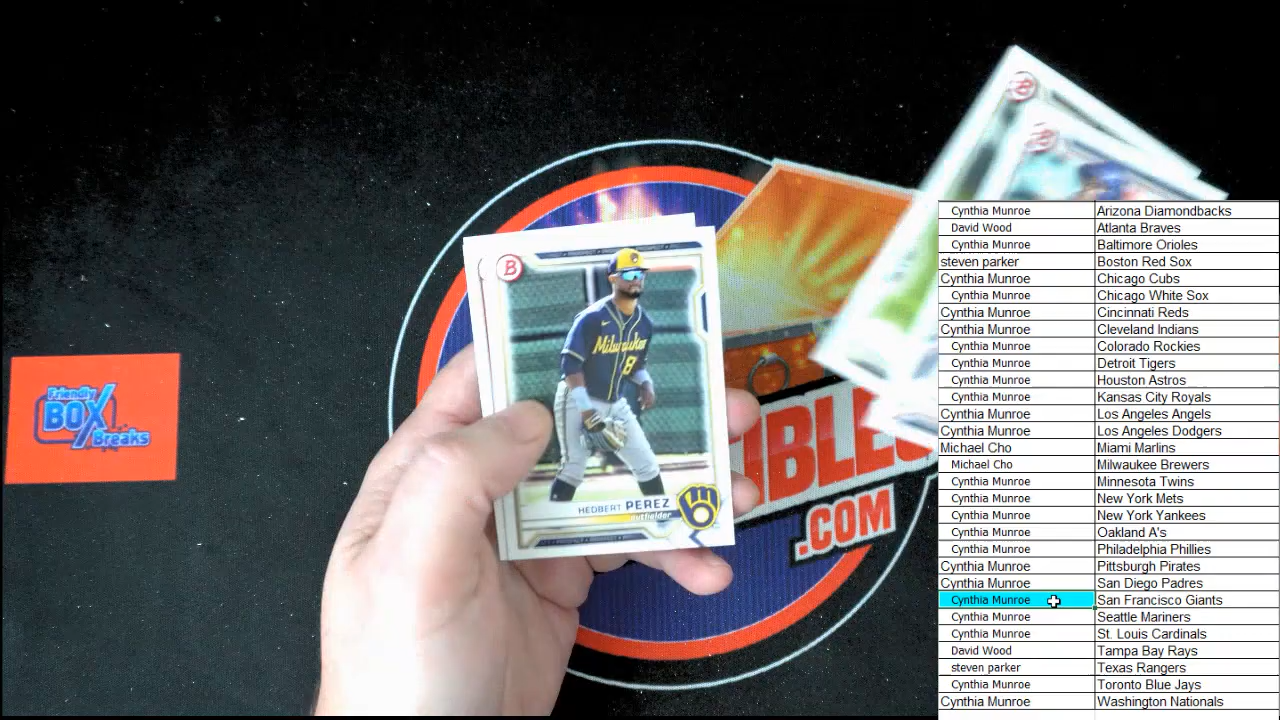 Friendly
BOX
Breaks
B
Milwaukee
8
HEDBERT PEREZ
outfielder
IBLES
.COM
Cynthia Munroe Arizona Diamondbacks
David Wood Atlanta Braves
Cynthia Munroe Baltimore Orioles
steven parker Boston Red Sox
Cynthia Munroe Chicago Cubs
Cynthia Munroe Chicago White Sox
Cynthia Munroe Cincinnati Reds
Cynthia Munroe Cleveland Indians
Cynthia Munroe Colorado Rockies
Cynthia Munroe Detroit Tigers
Cynthia Munroe Houston Astros
Cynthia Munroe Kansas City Royals
Cynthia Munroe Los Angeles Angels
Cynthia Munroe Los Angeles Dodgers
Michael Cho Miami Marlins
Michael Cho Milwaukee Brewers
Cynthia Munroe Minnesota Twins
Cynthia Munroe New York Mets
Cynthia Munroe New York Yankees
Cynthia Munroe Oakland A's
Cynthia Munroe Philadelphia Phillies
Cynthia Munroe Pittsburgh Pirates
Cynthia Munroe San Diego Padres
Cynthia Munroe San Francisco Giants
Cynthia Munroe Seattle Mariners
Cynthia Munroe St. Louis Cardinals
David Wood Tampa Bay Rays
steven parker Texas Rangers
Cynthia Munroe Toronto Blue Jays
Cynthia Munroe Washington Nationals